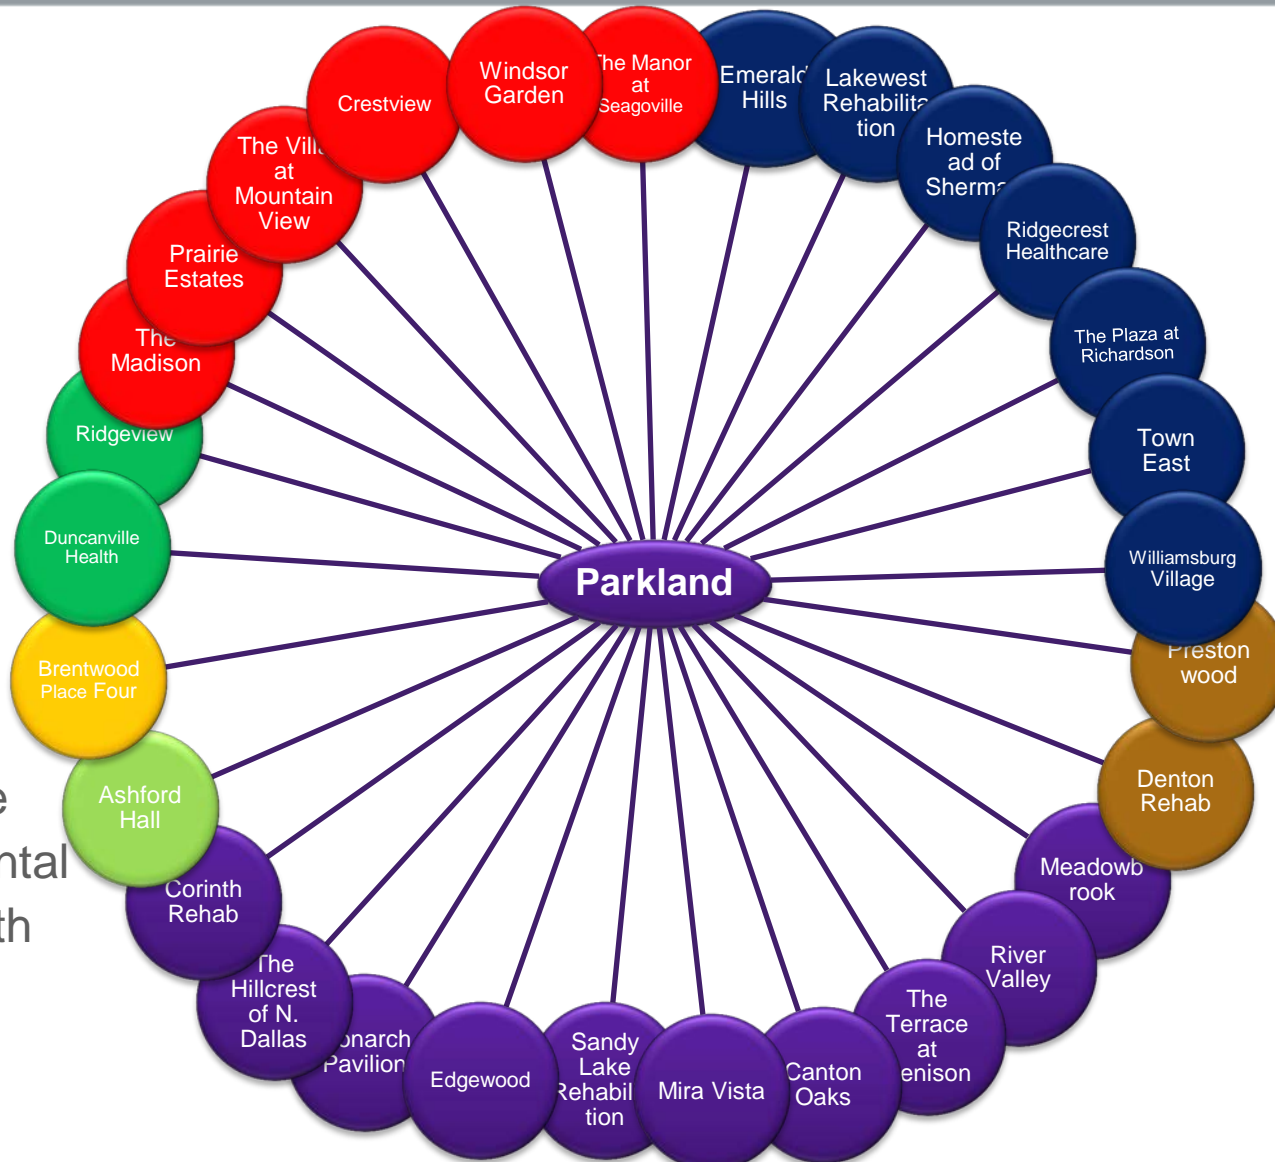 Windsor
Garden
The Manor
at
Seagoville
Emerald
Hills
Lakewest
Rehabilita
tion
Homeste
ad of
Sherma
Ridgecrest
Healthcare
The Plaza at
Richardson
Town
East
Williamsburg
Village
Preston
wood
Denton
Rehab
Meadowb
rook
River
Valley
The
Terrace
at
enison
Canton
Oaks
Mira Vista
Sandy
Lake
Rehabili
tion
Edgewood
onarch
Pavilion
The
Hillcrest
of N.
Dallas
Corinth
Rehab
Ashford
Hall
Brentwood
Place Four
Duncanville
Health
Ridgeview
The
Madison
Prairie
Estates
The Villa
at
Mountain
View
Crestview
Parkland
e
ntal
th